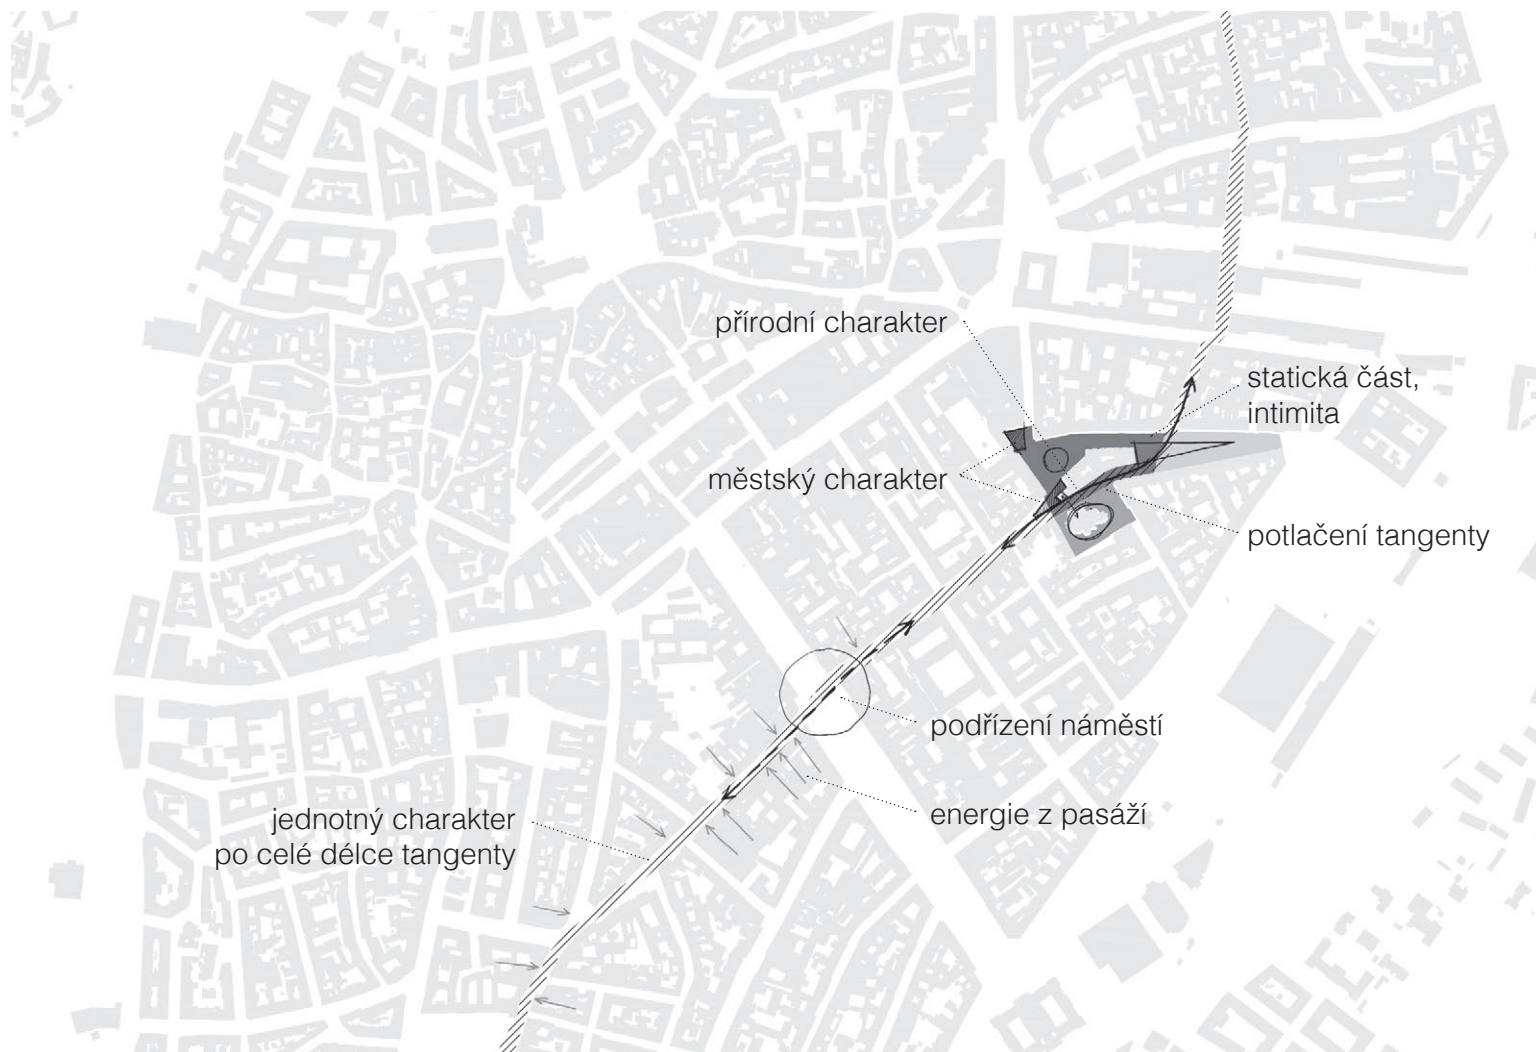 přírodní charakter
statická část,
intimita
městský charakter
potlačení tangenty
podřízení náměstí
energie z pasáží
jednotný charakter
po celé délce tangenty